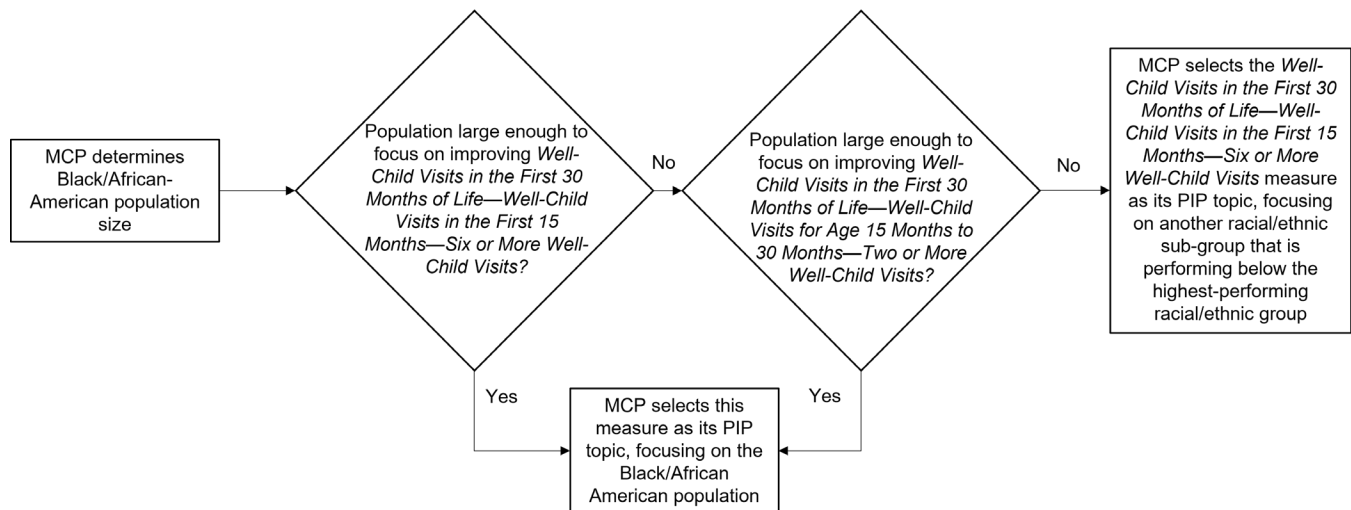 MCP determines
Black/African-
American population
size
Population large enough to
focus on improving Well-
Child Visits in the First 30
Months of Life—Well-Child
Visits in the First 15
Months—Six or More Well-
Child Visits?
No
Population large enough to
focus on improving Well-
Child Visits in the First 30
Months of Life—Well-Child
Visits for Age 15 Months to
30 Months—Two or More
Well-Child Visits?
No
MCP selects the Well-
Child Visits in the First 30
Months of Life—Well-
Child Visits in the First 15
Months—Six or More
Well-Child Visits measure
as its PIP topic, focusing
on another racial/ethnic
sub-group that is
performing below the
highest-performing
racial/ethnic group
Yes
Yes
MCP selects this
measure as its PIP
topic, focusing on the
Black/African
American population